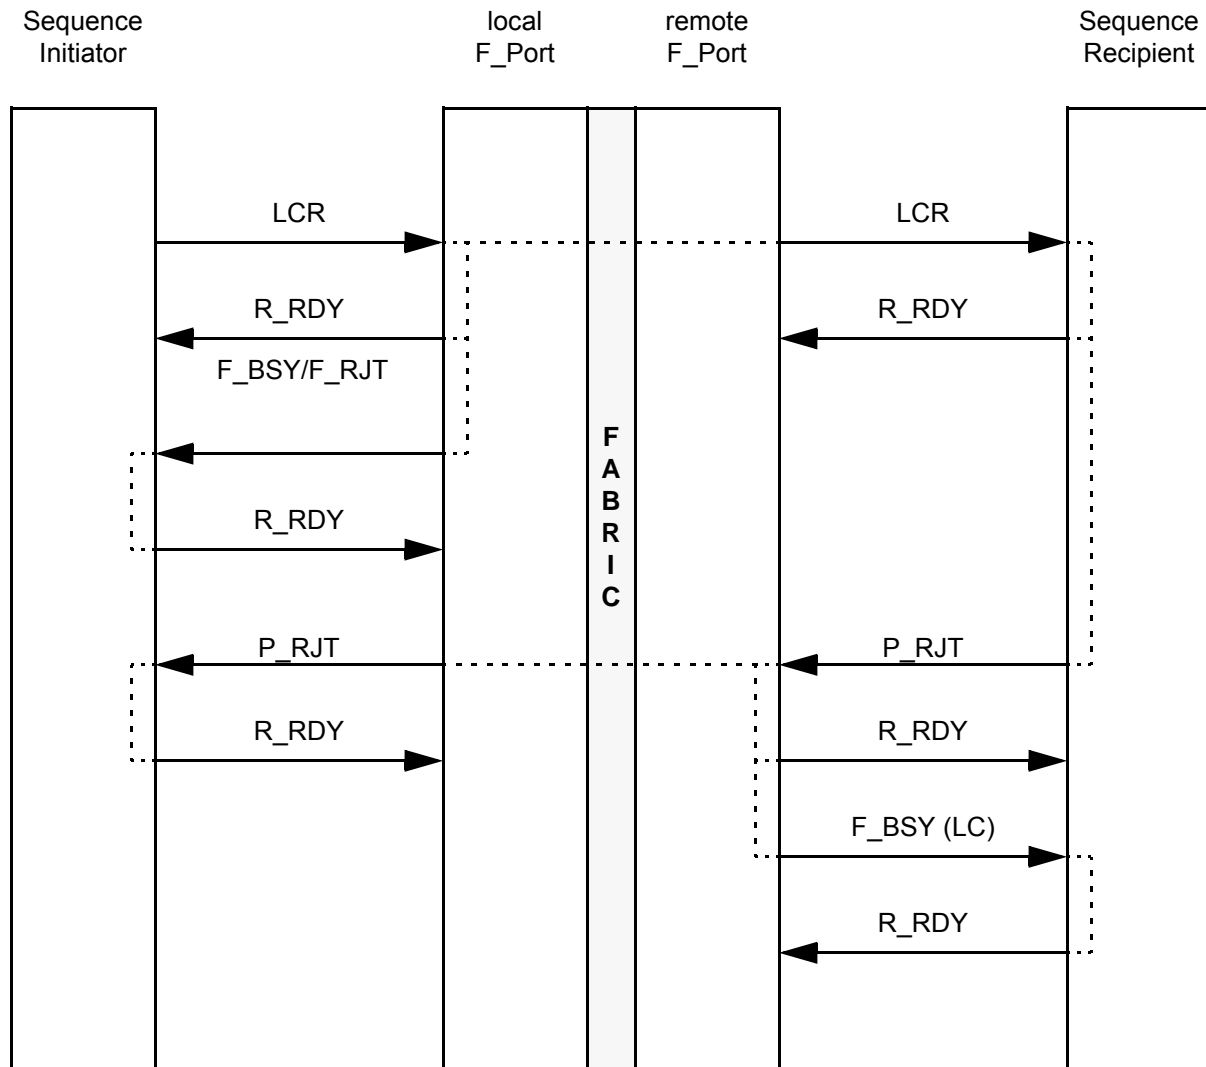 Sequence
Initiator
local
F_Port
remote
F_Port
Sequence
Recipient
LCR
LCR
R_RDY
R_RDY
F_BSY/F_RJT
F
A
B
R
I
C
R_RDY
P_RJT
P_RJT
R_RDY
R_RDY
F_BSY (LC)
R_RDY